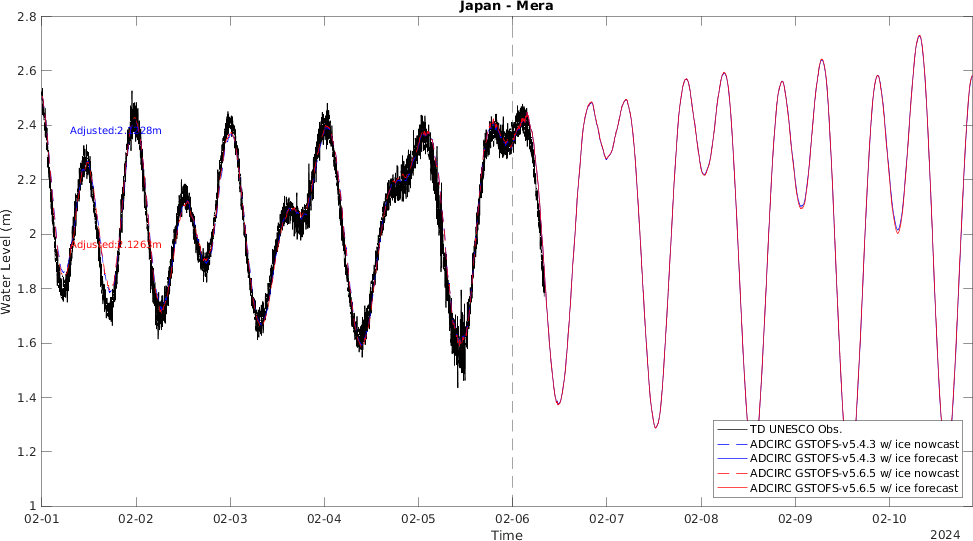 Japan - Mera
2.8
2.6
2.4
2.2
2
1.8
1.6
1.4
1.2
1
Water Level (m)
02-01 02-02 02-03 02-04 02-05 02-06 02-07 02-08 02-09 02-10
Time
2024
TD UNESCO Obs.
ADCIRC GSTOFS-v5.4.3 w/ ice nowcast
ADCIRC GSTOFS-v5.4.3 w/ ice forecast
ADCIRC GSTOFS-v5.6.5 w/ ice nowcast
ADCIRC GSTOFS-v5.6.5 w/ ice forecast